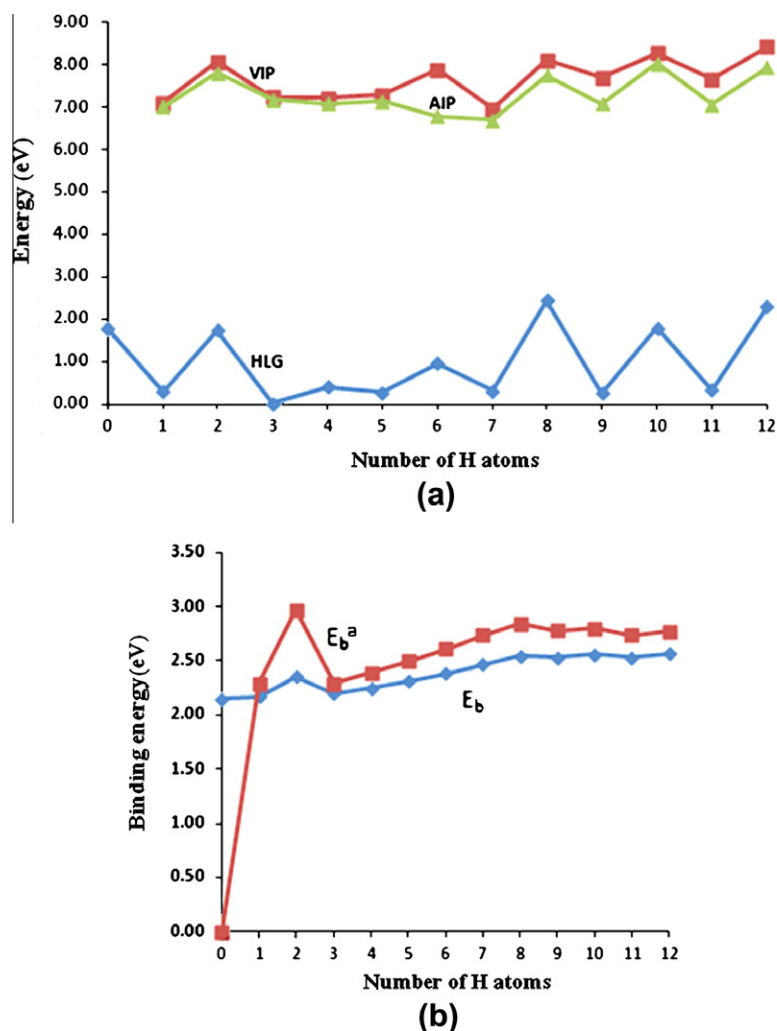 9.00
8.00
7.00
6.00
5.00
4.00
3.00
2.00
1.00
0.00
Energy (eV)
VIP
AIP
HLG
0 1 2 3 4 5 6 7 8 9 10 11 12
Number of H atoms
(a)
3.50
3.00
2.50
2.00
1.50
1.00
0.50
0.00
Binding energy(eV)
E_b^a
E_b
0 1 2 3 4 5 6 7 8 9 10 11 12
Number of H atoms
(b)